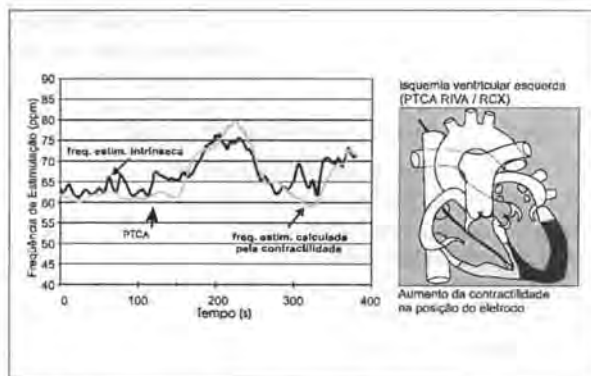 Frequência de Estimulação (ppm)
90
85
80
75
70
65
60
55
50
45
40
freq. estim. intrínseca
PTCA
freq. estim. calculada
pela contractilidade
0
100
200
300
400
Tempo (s)
Isquemia ventricular esquerda
(PTCA RIVA / RCX)
Aumento da contractilidade
na posição do eletrodo